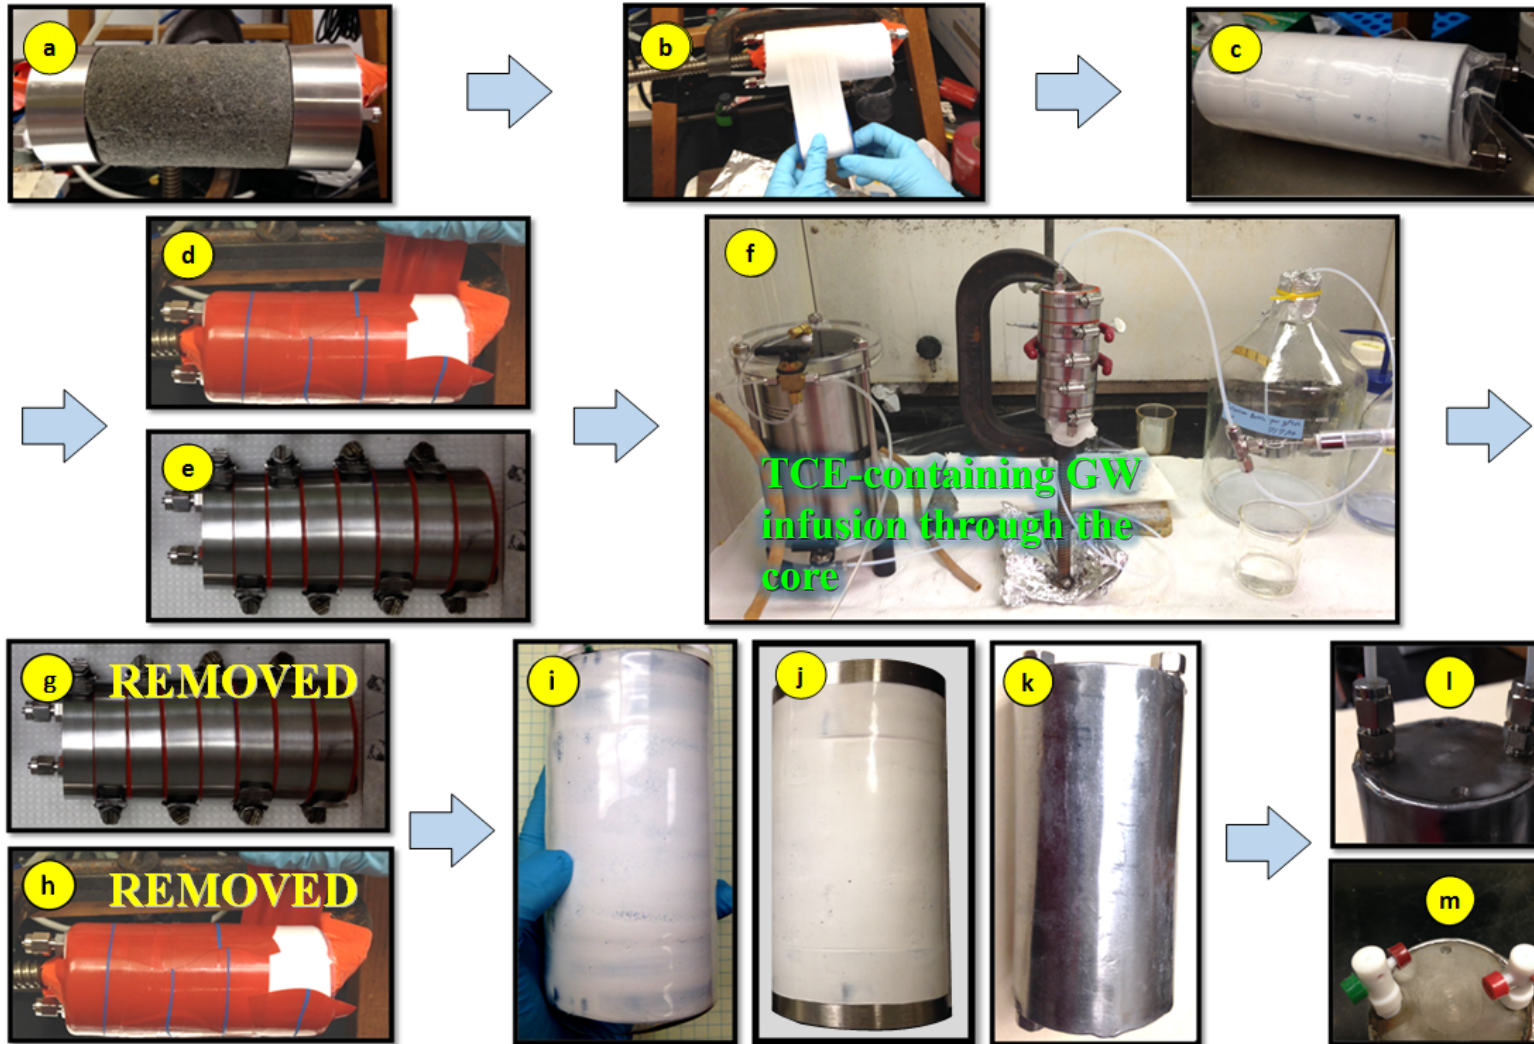 a
b
c
d
e
f
TCE-containing GW
infusion through the
core
g
REMOVED
h
REMOVED
i
j
k
l
m